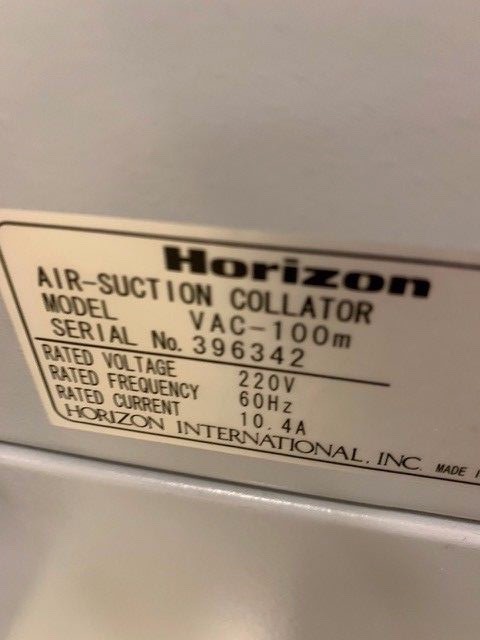 Horizon
AIR-SUCTION COLLATOR
MODEL VAC-100m
SERIAL No. 396342
RATED VOLTAGE 220V
RATED FREQUENCY 60Hz
RATED CURRENT 10.4A
HORIZON INTERNATIONAL, INC. MADE